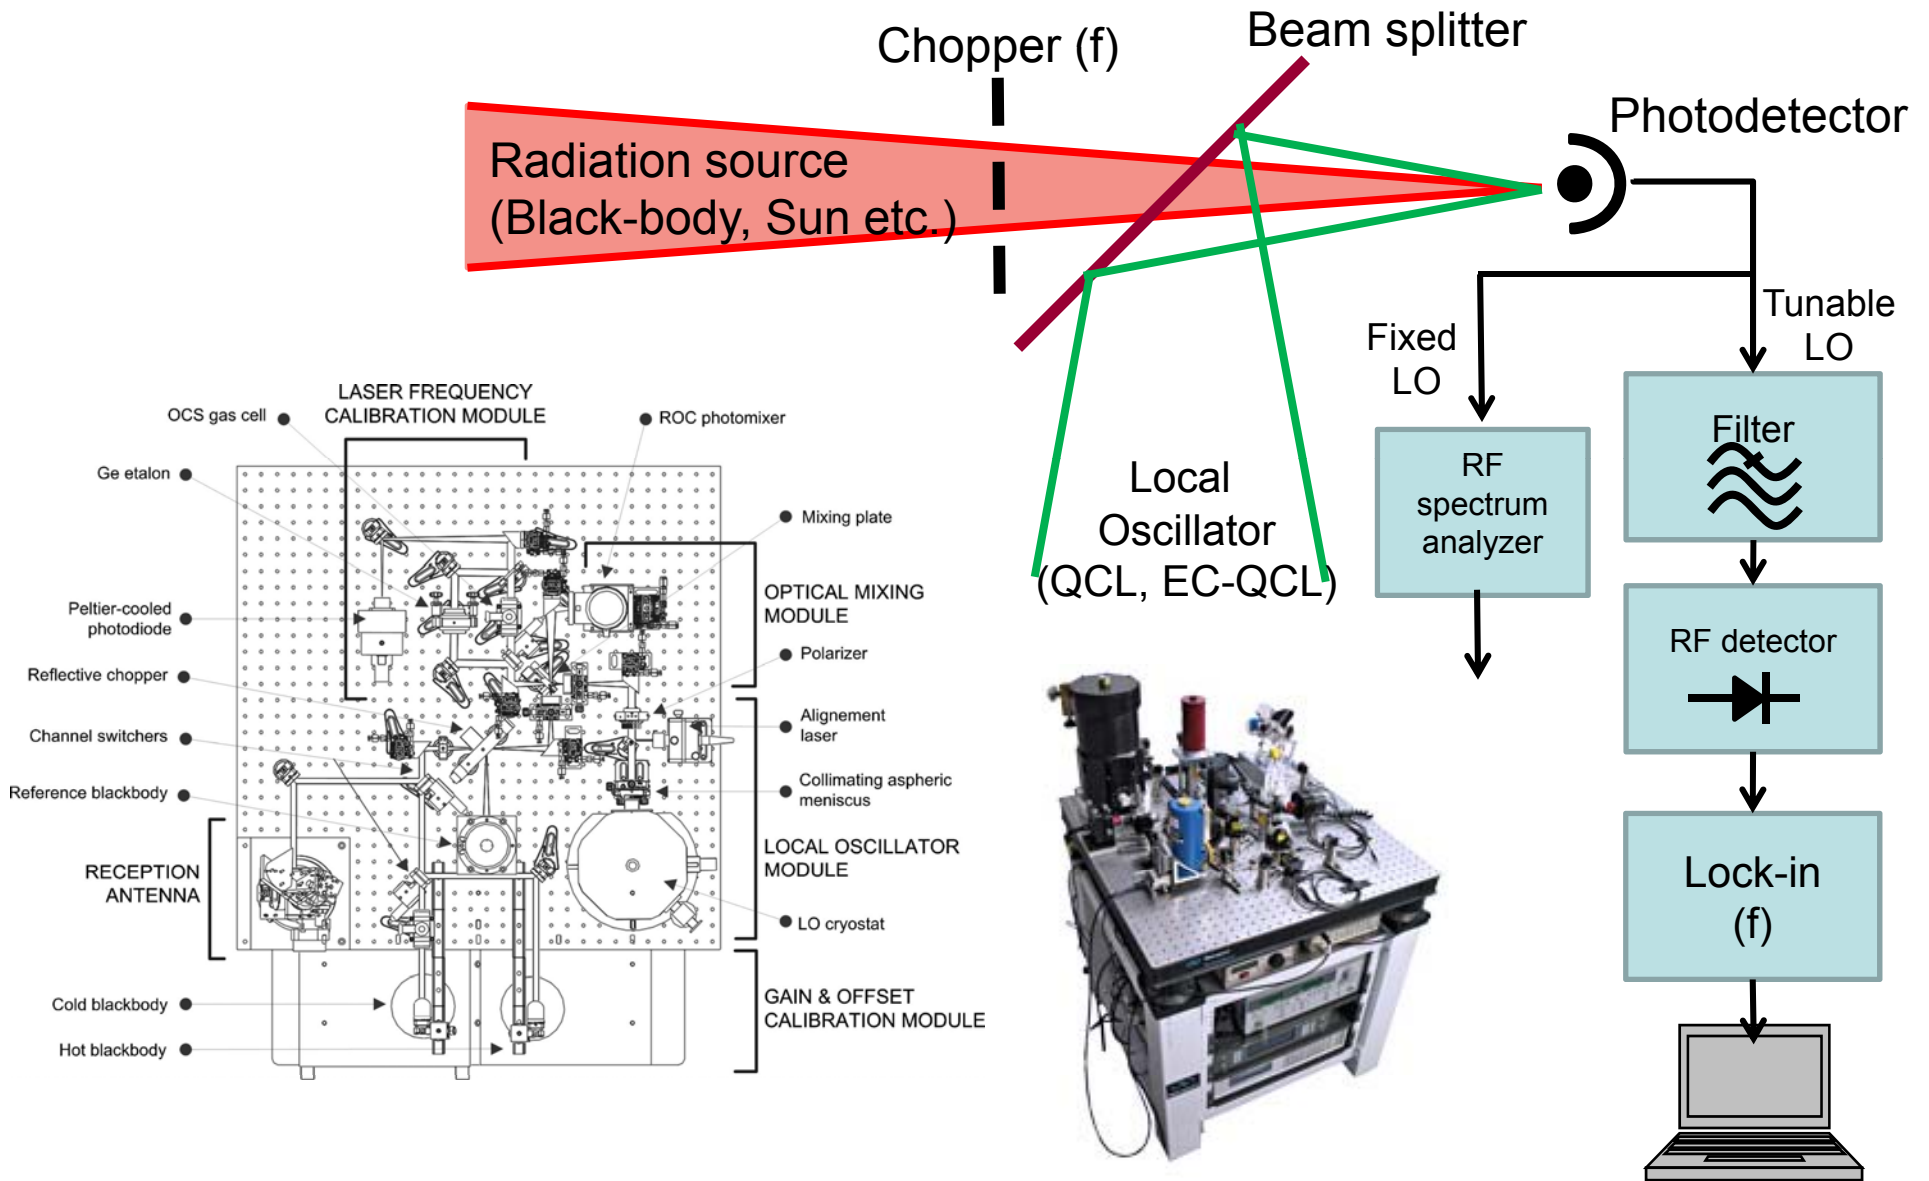 Chopper (f)
Beam splitter
Photodetector
Radiation source
(Black-body, Sun etc.)
Fixed
LO
Tunable
LO
Local
Oscillator
(QCL, EC-QCL)
RF
spectrum
analyzer
Filter
RF detector
Lock-in
(f)
LASER FREQUENCY
CALIBRATION MODULE
OCS gas cell
ROC photomixer
Ge etalon
Mixing plate
OPTICAL MIXING
MODULE
Peltier-cooled
photodiode
Polarizer
Reflective chopper
Alignement
laser
Channel switchers
Collimating aspheric
meniscus
Reference blackbody
LOCAL OSCILLATOR
MODULE
RECEPTION
ANTENNA
LO cryostat
Cold blackbody
GAIN & OFFSET
CALIBRATION MODULE
Hot blackbody